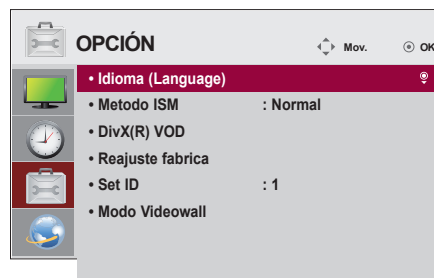 OPCIÓN Mov. OK
• Idioma (Language)
• Metodo ISM : Normal
• DivX(R) VOD
• Reajuste fabrica
• Set ID : 1
• Modo Videowall